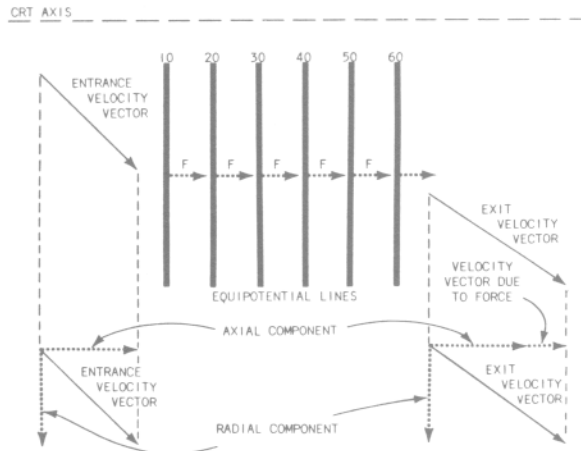 CRT AXIS
10 20 30 40 50 60
ENTRANCE
VELOCITY
VECTOR
F F F F F
EXIT
VELOCITY
VECTOR
EQUIPOTENTIAL LINES
VELOCITY
VECTOR DUE
TO FORCE
AXIAL COMPONENT
ENTRANCE
VELOCITY
VECTOR
EXIT
VELOCITY
VECTOR
RADIAL COMPONENT